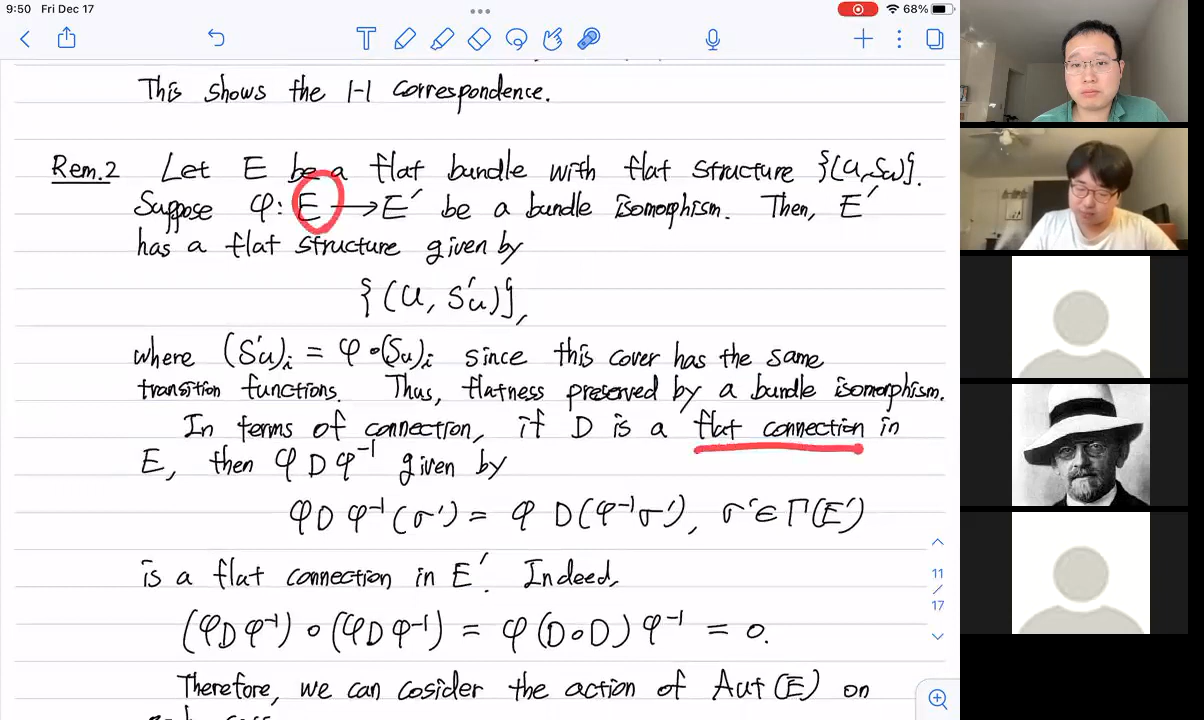 9:50 Fri Dec 17
68%
This shows the 1-1 correspondence.
Rem.2 Let E be a flat bundle with flat structure {(U, S_U)}.
Suppose φ: E → E′ be a bundle isomorphism. Then, E′
has a flat structure given by
{(U, S′_U)},
where (S′_U)_i = φ∘(S_U)_i since this cover has the same
transition functions. Thus, flatness preserved by a bundle isomorphism.
In terms of connection, if D is a flat connection in
E, then φDφ⁻¹ given by
φDφ⁻¹(σ′) = φD(φ⁻¹σ′), σ′∈Γ(E′)
is a flat connection in E′. Indeed,
(φDφ⁻¹)∘(φDφ⁻¹) = φ(D∘D)φ⁻¹ = 0.
Therefore, we can cosider the action of Aut(E) on
11
/
17